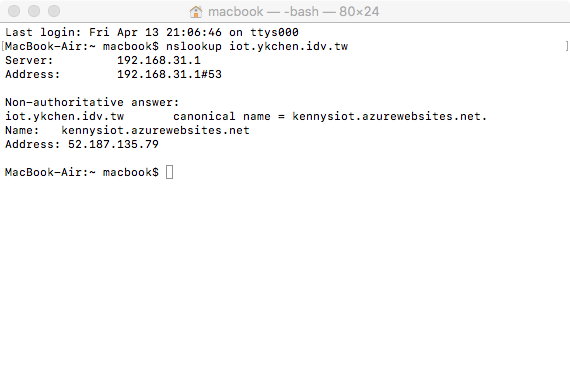 macbook — -bash — 80×24
Last login: Fri Apr 13 21:06:46 on ttys000
[MacBook-Air:~ macbook$ nslookup iot.ykchen.idv.tw ]
Server:		192.168.31.1
Address:	192.168.31.1#53
Non-authoritative answer:
iot.ykchen.idv.tw	canonical name = kennysiot.azurewebsites.net.
Name:	kennysiot.azurewebsites.net
Address: 52.187.135.79
MacBook-Air:~ macbook$